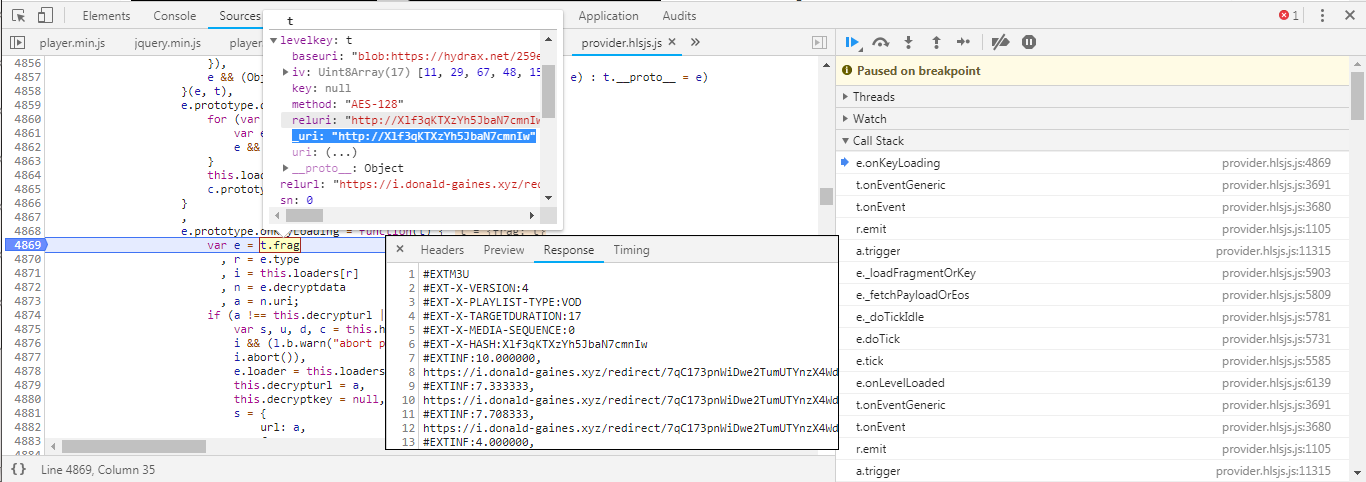 Elements Console Sources Application Audits 1
player.min.js jquery.min.js playe provider.hlsjs.js
t
levelkey: t
baseuri: "blob:https://hydrax.net/259e
iv: Uint8Array(17) [11, 29, 67, 48, 15
key: null
method: "AES-128"
reluri: "http://Xlf3qKTXzYh5JbaN7cmnIw
_uri: "http://Xlf3qKTXzYh5JbaN7cmnIw"
uri: (...)
__proto__: Object
relurl: "https://i.donald-gaines.xyz/red
sn: 0
4856 }),
4857 e && (Obj e) : t.__proto__ = e)
4858 }(e, t),
4859 e.prototype.d
4860 for (var
4861 var e
4862 e &&
4863 }
4864 this.load
4865 c.prototy
4866 }
4867 ,
4868 e.prototype.onKeyLoading = function(t) { t = {frag: t}
4869 var e = t.frag
4870 , r = e.type
4871 , i = this.loaders[r]
4872 , n = e.decryptdata
4873 , a = n.uri;
4874 if (a !== this.decrypturl |
4875 var s, u, d, c = this.h
4876 i && (l.b.warn("abort p
4877 i.abort()),
4878 e.loader = this.loaders
4879 this.decrypturl = a,
4880 this.decryptkey = null,
4881 s = {
4882 url: a,
4883
4884
{} Line 4869, Column 35
Headers Preview Response Timing
1 #EXTM3U
2 #EXT-X-VERSION:4
3 #EXT-X-PLAYLIST-TYPE:VOD
4 #EXT-X-TARGETDURATION:17
5 #EXT-X-MEDIA-SEQUENCE:0
6 #EXT-X-HASH:Xlf3qKTXzYh5JbaN7cmnIw
7 #EXTINF:10.000000,
8 https://i.donald-gaines.xyz/redirect/7qC173pnWiDwe2TumUTYnzX4Wd
9 #EXTINF:7.333333,
10 https://i.donald-gaines.xyz/redirect/7qC173pnWiDwe2TumUTYnzX4Wd
11 #EXTINF:7.708333,
12 https://i.donald-gaines.xyz/redirect/7qC173pnWiDwe2TumUTYnzX4Wd
13 #EXTINF:4.000000,
Paused on breakpoint
Threads
Watch
Call Stack
e.onKeyLoading provider.hlsjs.js:4869
t.onEventGeneric provider.hlsjs.js:3691
t.onEvent provider.hlsjs.js:3680
r.emit provider.hlsjs.js:1105
a.trigger provider.hlsjs.js:11315
e._loadFragmentOrKey provider.hlsjs.js:5903
e._fetchPayloadOrEos provider.hlsjs.js:5809
e._doTickIdle provider.hlsjs.js:5781
e.doTick provider.hlsjs.js:5731
e.tick provider.hlsjs.js:5585
e.onLevelLoaded provider.hlsjs.js:6139
t.onEventGeneric provider.hlsjs.js:3691
t.onEvent provider.hlsjs.js:3680
r.emit provider.hlsjs.js:1105
a.trigger provider.hlsjs.js:11315